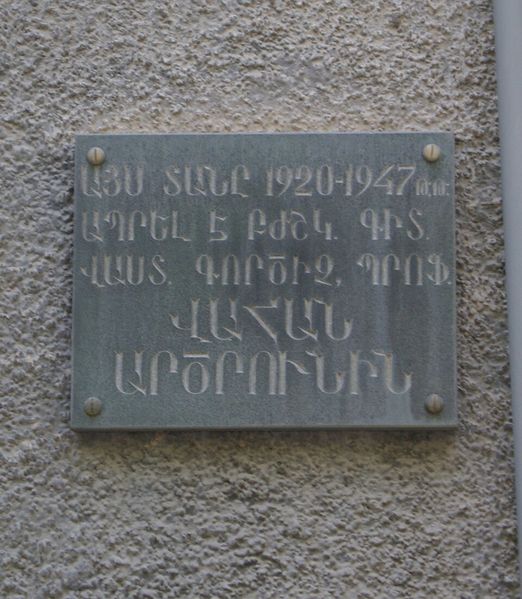 ԱՅՍ ՏԱՆԸ 1920-1947 թ.թ.
ԱՊՐԵԼ Է ԲԺՇԿ. ԳԻՏ.
ՎԱՍՏ. ԳՈՐԾԻՉ, ՊՐՈՖ.
ՎԱՀԱՆ
ԱՐԾՐՈՒՆԻՆ